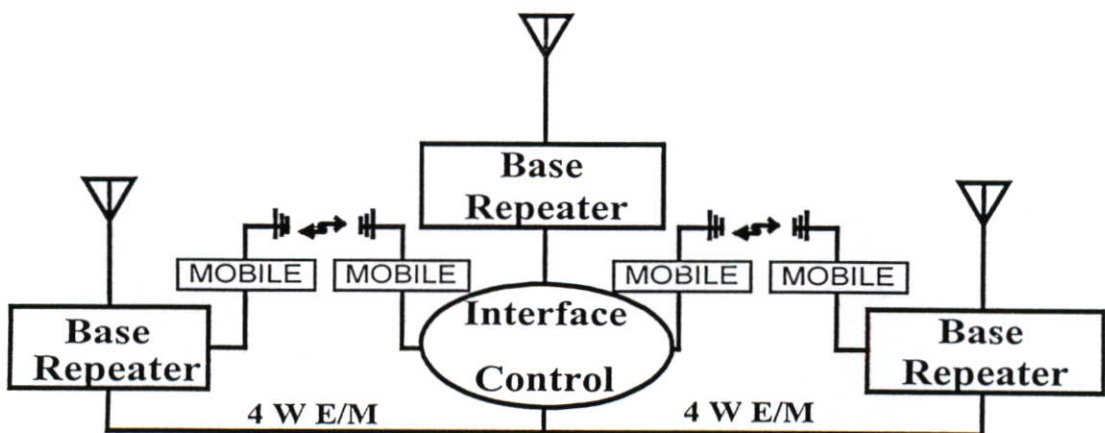 Base
Repeater
MOBILE
MOBILE
MOBILE
MOBILE
Base
Repeater
Interface
Control
Base
Repeater
4 W E/M
4 W E/M